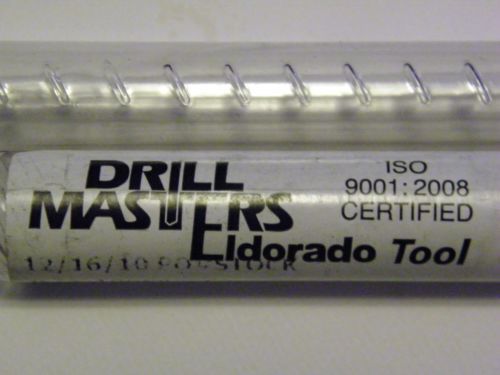 DRILL
MASTERS
Eldorado Tool
ISO
9001:2008
CERTIFIED
12/16/10